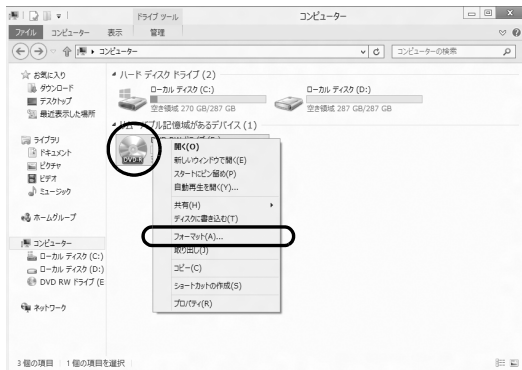 ドライブ ツール
コンピューター
ファイル コンピューター 表示 管理
コンピューター
コンピューターの検索
お気に入り
ダウンロード
デスクトップ
最近表示した場所
ライブラリ
ドキュメント
ピクチャ
ビデオ
ミュージック
ホームグループ
コンピューター
ローカル ディスク (C:)
ローカル ディスク (D:)
DVD RW ドライブ (E
ネットワーク
ハード ディスク ドライブ (2)
ローカル ディスク (C:)
空き領域 270 GB/287 GB
ローカル ディスク (D:)
空き領域 287 GB/287 GB
リムーバブル記憶域があるデバイス (1)
DVD-R
開く(O)
新しいウィンドウで開く(E)
スタートにピン留め(P)
自動再生を開く(Y)...
共有(H)
ディスクに書き込む(T)
フォーマット(A)...
取り出し(J)
コピー(C)
ショートカットの作成(S)
プロパティ(R)
3 個の項目 1 個の項目を選択